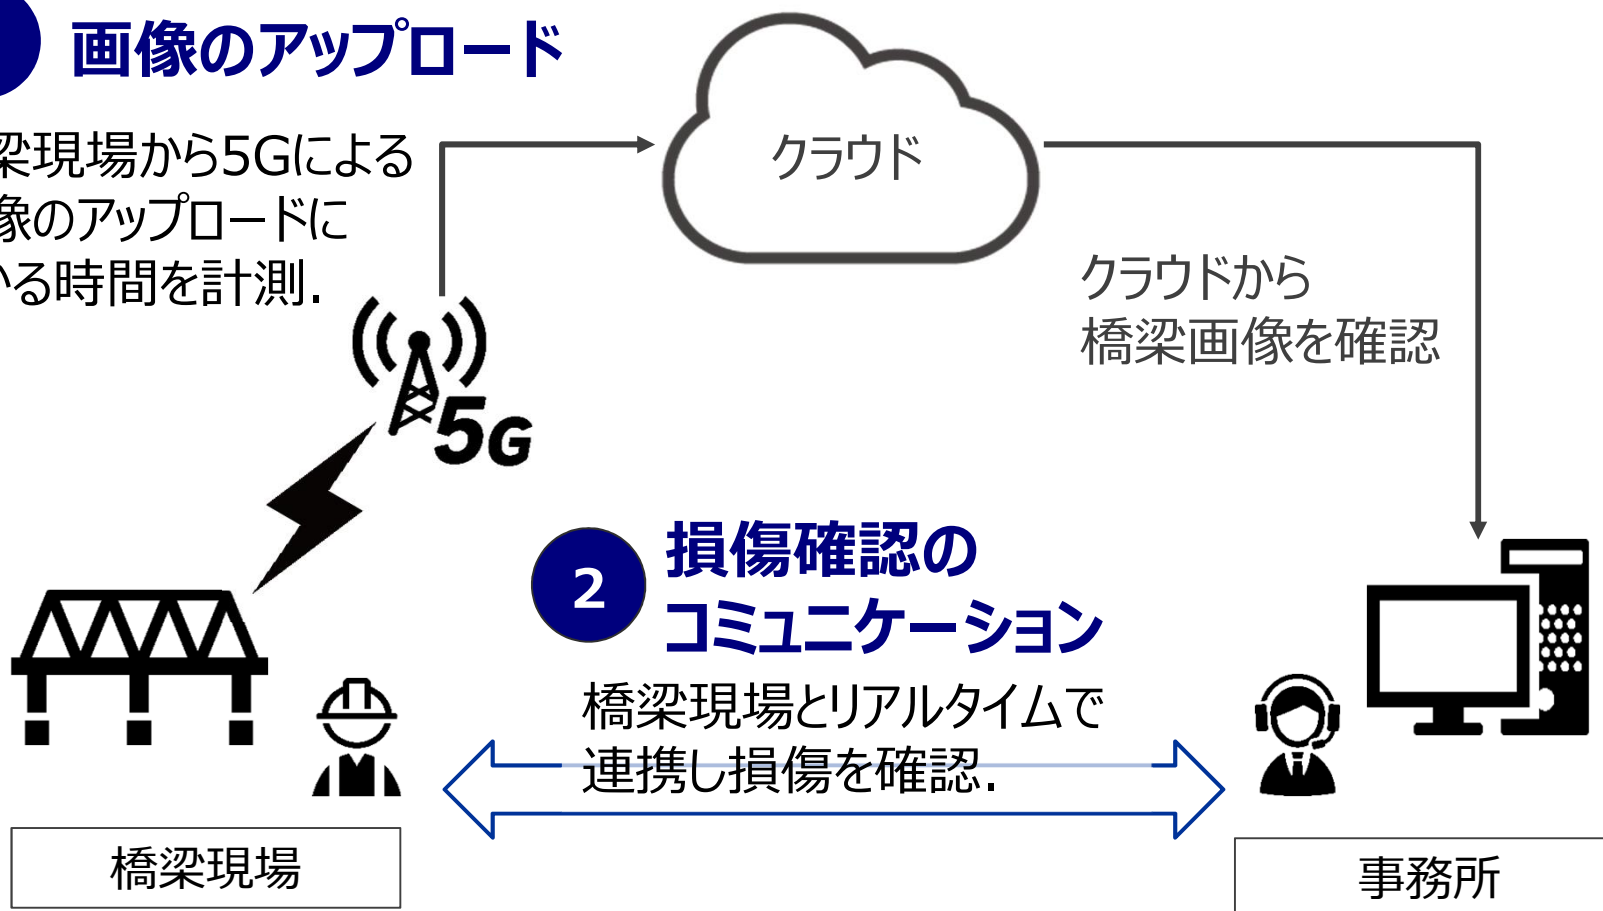 画像のアップロード
梁現場から5Gによる
像のアップロードに
かる時間を計測.
クラウド
クラウドから
橋梁画像を確認
5G
2
損傷確認の
コミュニケーション
橋梁現場とリアルタイムで
連携し損傷を確認.
橋梁現場
事務所